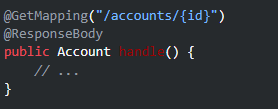 @GetMapping("/accounts/{id}")
@ResponseBody
public Account handle() {
    // ...
}